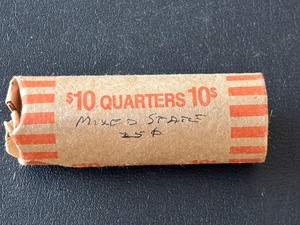 $10 QUARTERS 10$
MIXED STATE
25¢